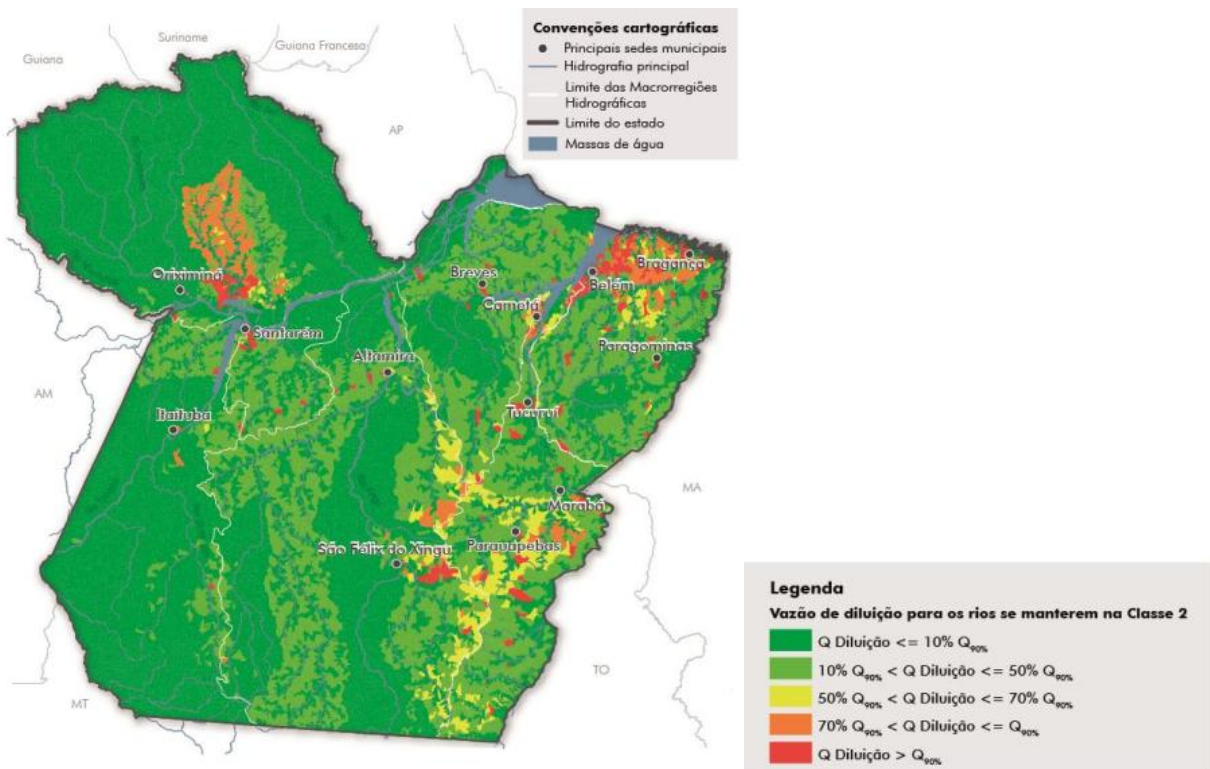 Convenções cartográficas
Principais sedes municipais
Hidrografia principal
Limite das Macrorregiões
Hidrográficas
Limite do estado
Massas de água
Suriname
Guiana
Guiana Francesa
AP
Oriximiná
Santarém
Breves
Cametá
Belém
Bragança
Altamira
Paragominas
AM
Itaituba
Tucuruí
MA
Marabá
São Félix do Xingu
Parauapebas
TO
MT
Legenda
Vazão de diluição para os rios se manterem na Classe 2
Q Diluição <= 10% Q90%
10% Q90% < Q Diluição <= 50% Q90%
50% Q90% < Q Diluição <= 70% Q90%
70% Q90% < Q Diluição <= Q90%
Q Diluição > Q90%